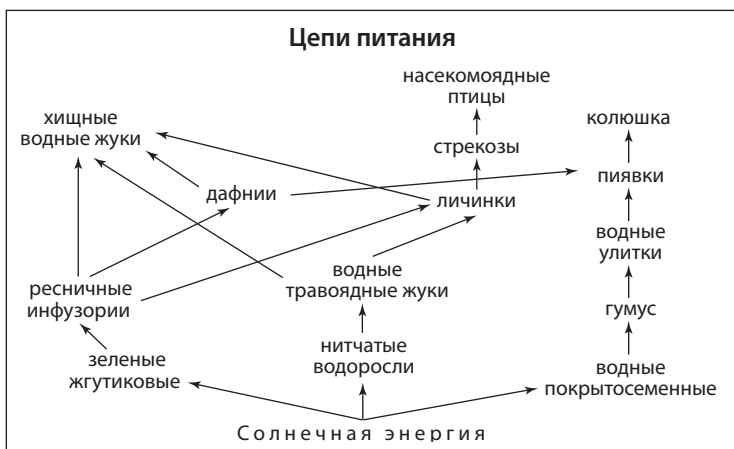 Цепи питания
насекомоядные
птицы
хищные
водные жуки
колюшка
стрекозы
пиявки
дафнии
личинки
водные
улитки
водные
травоядные жуки
ресничные
инфузории
гумус
нитчатые
водоросли
зеленые
жгутиковые
водные
покрытосеменные
Солнечная энергия